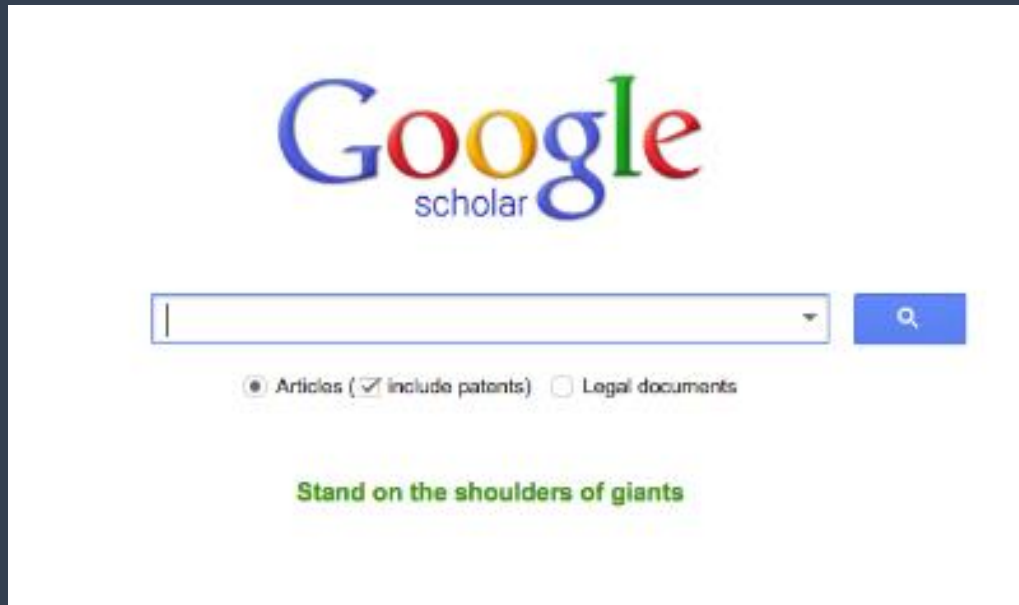 Google
scholar
Articles ( include patents) Legal documents
Stand on the shoulders of giants